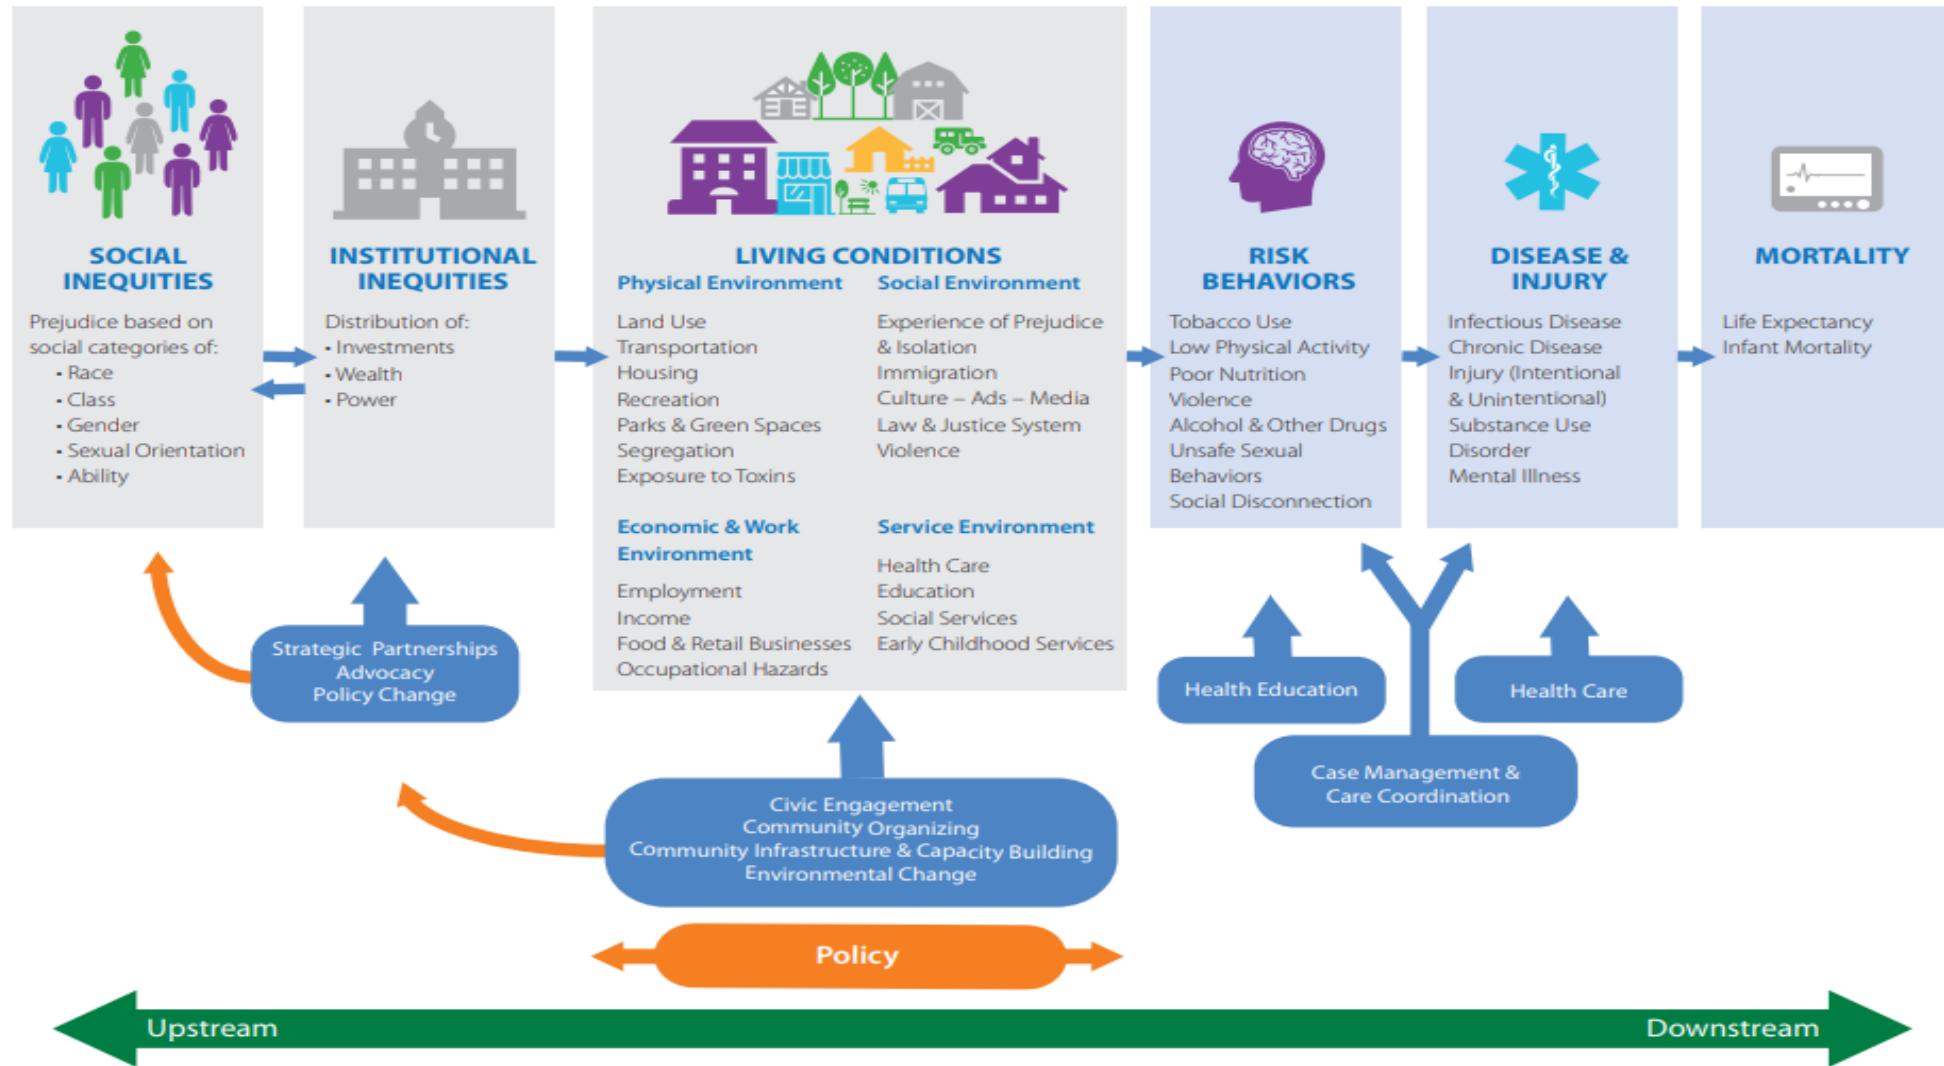 SOCIAL
INEQUITIES
Prejudice based on
social categories of:
• Race
• Class
• Gender
• Sexual Orientation
• Ability
INSTITUTIONAL
INEQUITIES
Distribution of:
• Investments
• Wealth
• Power
LIVING CONDITIONS
Physical Environment
Land Use
Transportation
Housing
Recreation
Parks & Green Spaces
Segregation
Exposure to Toxins
Social Environment
Experience of Prejudice
& Isolation
Immigration
Culture – Ads – Media
Law & Justice System
Violence
Economic & Work
Environment
Employment
Income
Food & Retail Businesses
Occupational Hazards
Service Environment
Health Care
Education
Social Services
Early Childhood Services
RISK
BEHAVIORS
Tobacco Use
Low Physical Activity
Poor Nutrition
Violence
Alcohol & Other Drugs
Unsafe Sexual
Behaviors
Social Disconnection
DISEASE &
INJURY
Infectious Disease
Chronic Disease
Injury (Intentional
& Unintentional)
Substance Use
Disorder
Mental Illness
MORTALITY
Life Expectancy
Infant Mortality
Strategic Partnerships
Advocacy
Policy Change
Civic Engagement
Community Organizing
Community Infrastructure & Capacity Building
Environmental Change
Health Education
Health Care
Case Management &
Care Coordination
Policy
Upstream
Downstream